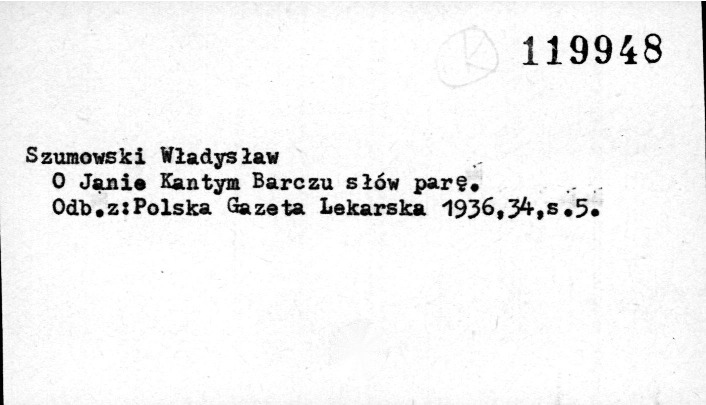 K
119948
Szumowski Władysław
O Janie Kantym Barczu słów parę.
Odb.z:Polska Gazeta Lekarska 1936,34,s.5.